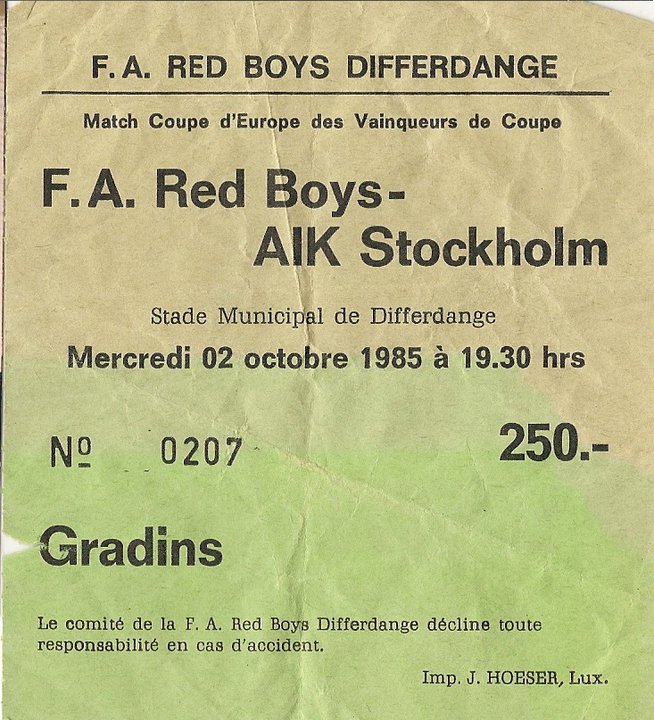 F.A. RED BOYS DIFFERDANGE
Match Coupe d'Europe des Vainqueurs de Coupe
F.A. Red Boys-
AIK Stockholm
Stade Municipal de Differdange
Mercredi 02 octobre 1985 à 19.30 hrs
Nº 0207 250.-
Gradins
Le comité de la F. A. Red Boys Differdange décline toute
responsabilité en cas d'accident.
Imp. J. HOESER, Lux.